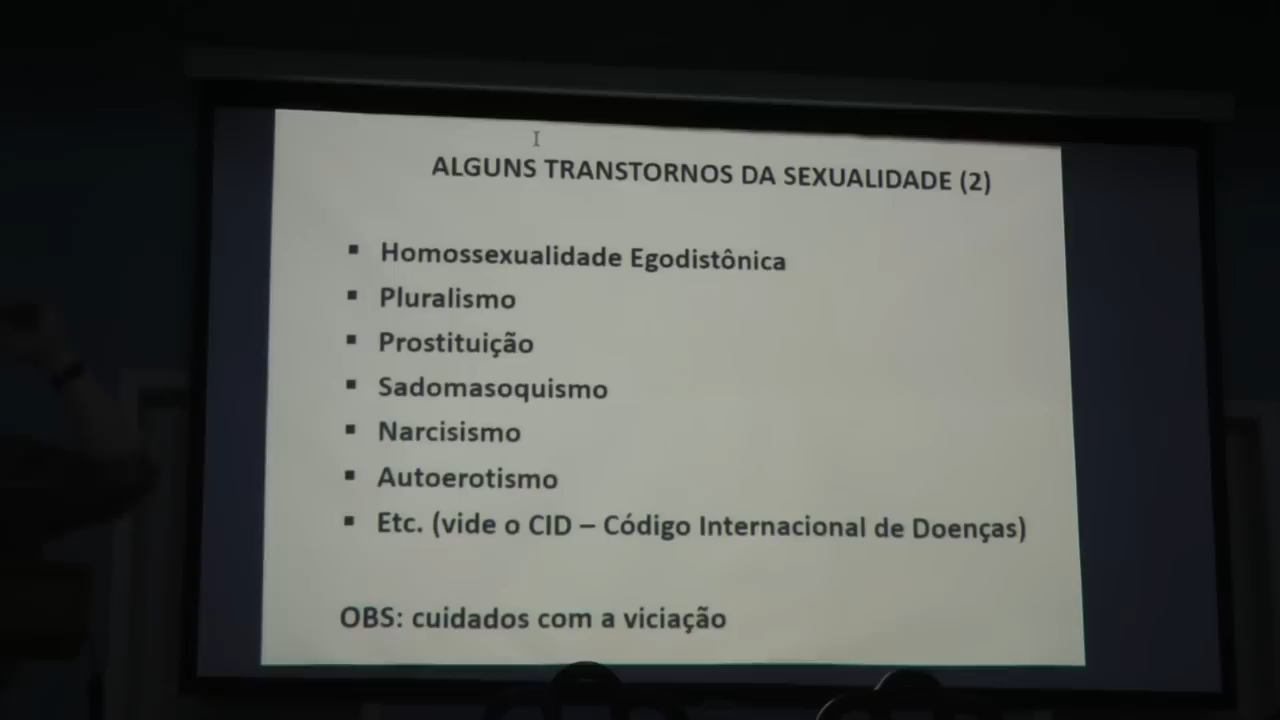 ALGUNS TRANSTORNOS DA SEXUALIDADE (2)
▪ Homossexualidade Egodistônica
▪ Pluralismo
▪ Prostituição
▪ Sadomasoquismo
▪ Narcisismo
▪ Autoerotismo
▪ Etc. (vide o CID – Código Internacional de Doenças)
OBS: cuidados com a viciação